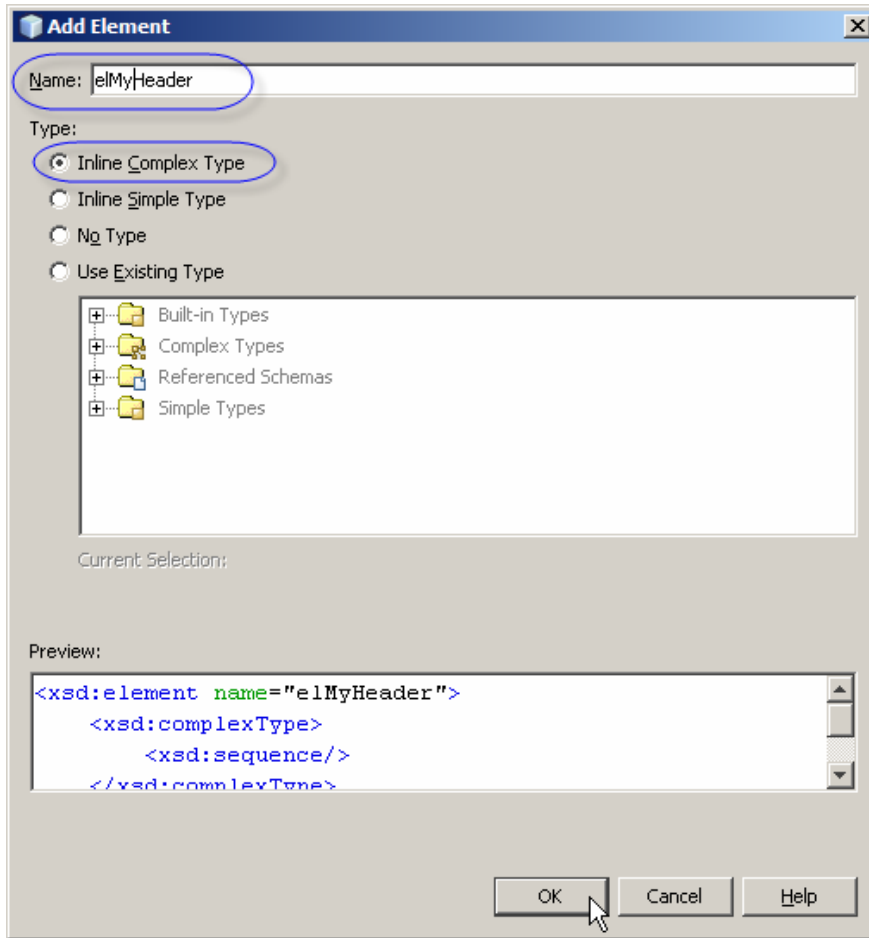 Add Element
Name: elMyHeader
Type:
Inline Complex Type
Inline Simple Type
No Type
Use Existing Type
Built-in Types
Complex Types
Referenced Schemas
Simple Types
Current Selection:
Preview:
<xsd:element name="elMyHeader">
<xsd:complexType>
<xsd:sequence/>
</xsd:complexType>
OK Cancel Help